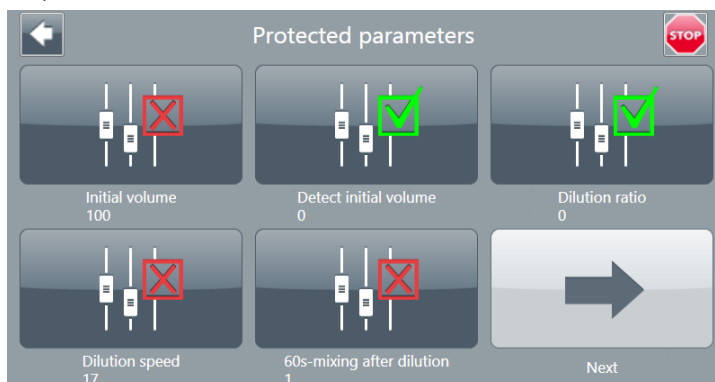 Protected parameters
STOP
Initial volume
100
Detect initial volume
0
Dilution ratio
0
Dilution speed
17
60s-mixing after dilution
1
Next